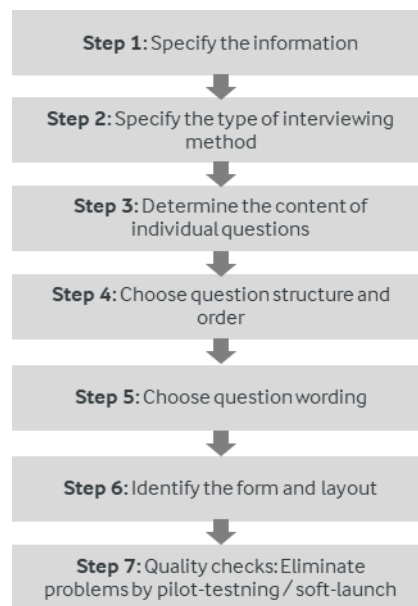 Step 1: Specify the information
Step 2: Specify the type of interviewing
method
Step 3: Determine the content of
individual questions
Step 4: Choose question structure and
order
Step 5: Choose question wording
Step 6: Identify the form and layout
Step 7: Quality checks: Eliminate
problems by pilot-testning / soft-launch